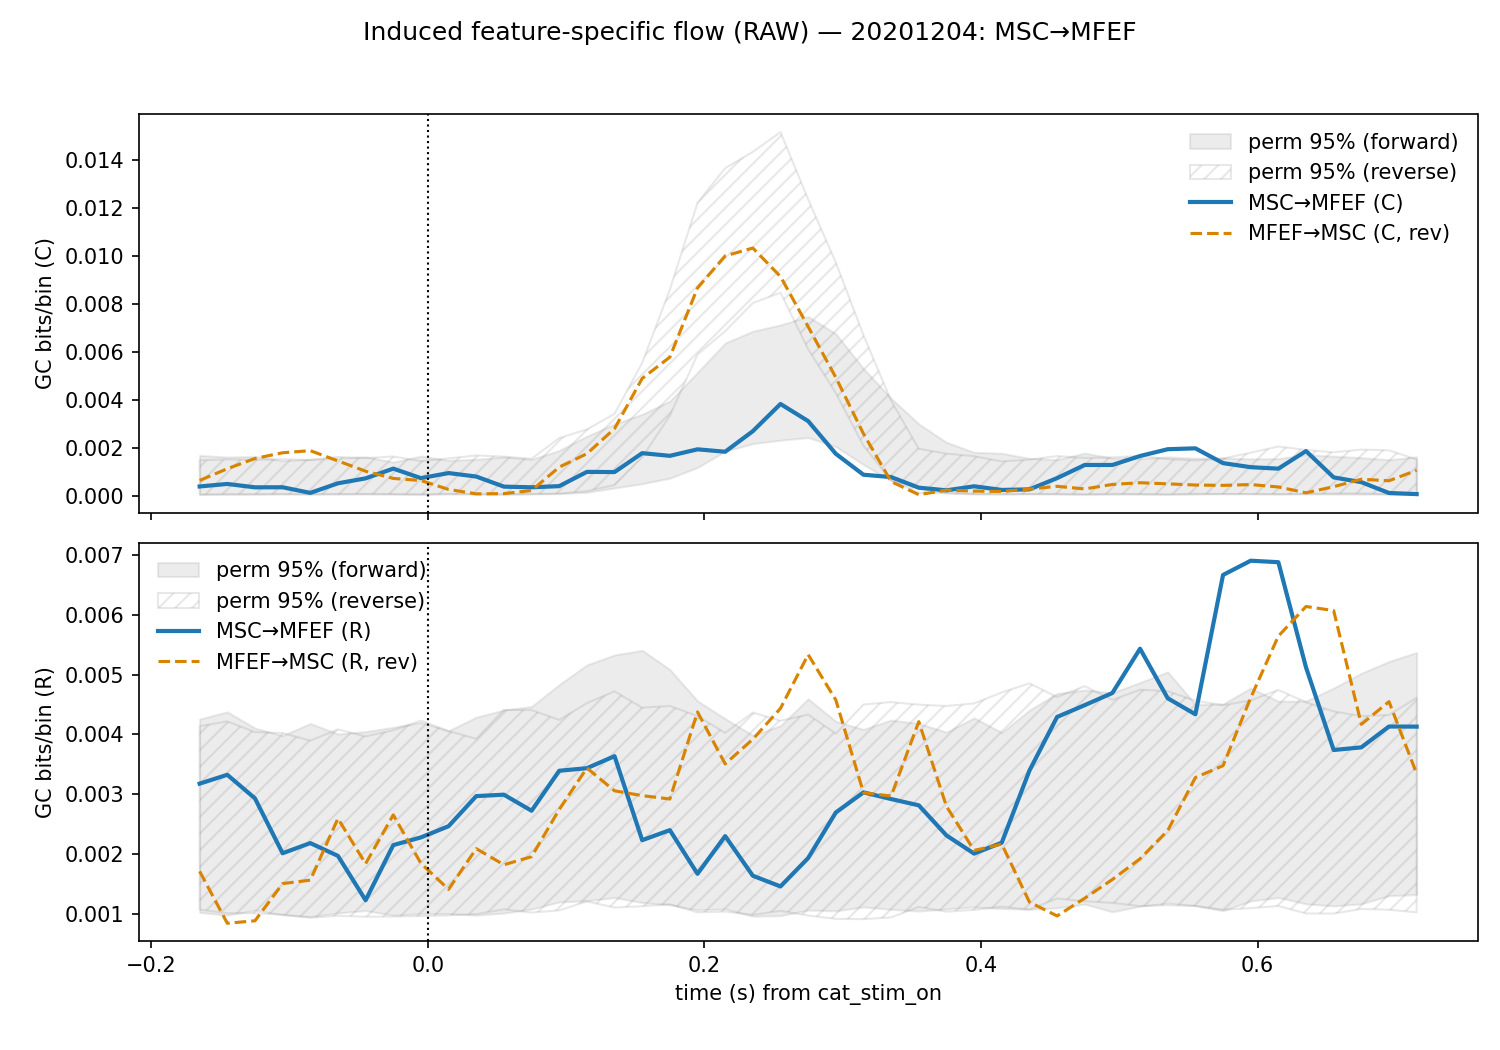 Induced feature-specific flow (RAW) — 20201204: MSC→MFEF
GC bits/bin (C)
0.014
0.012
0.010
0.008
0.006
0.004
0.002
0.000
perm 95% (forward)
perm 95% (reverse)
MSC→MFEF (C)
MFEF→MSC (C, rev)
GC bits/bin (R)
0.007
0.006
0.005
0.004
0.003
0.002
0.001
perm 95% (forward)
perm 95% (reverse)
MSC→MFEF (R)
MFEF→MSC (R, rev)
−0.2 0.0 0.2 0.4 0.6
time (s) from cat_stim_on